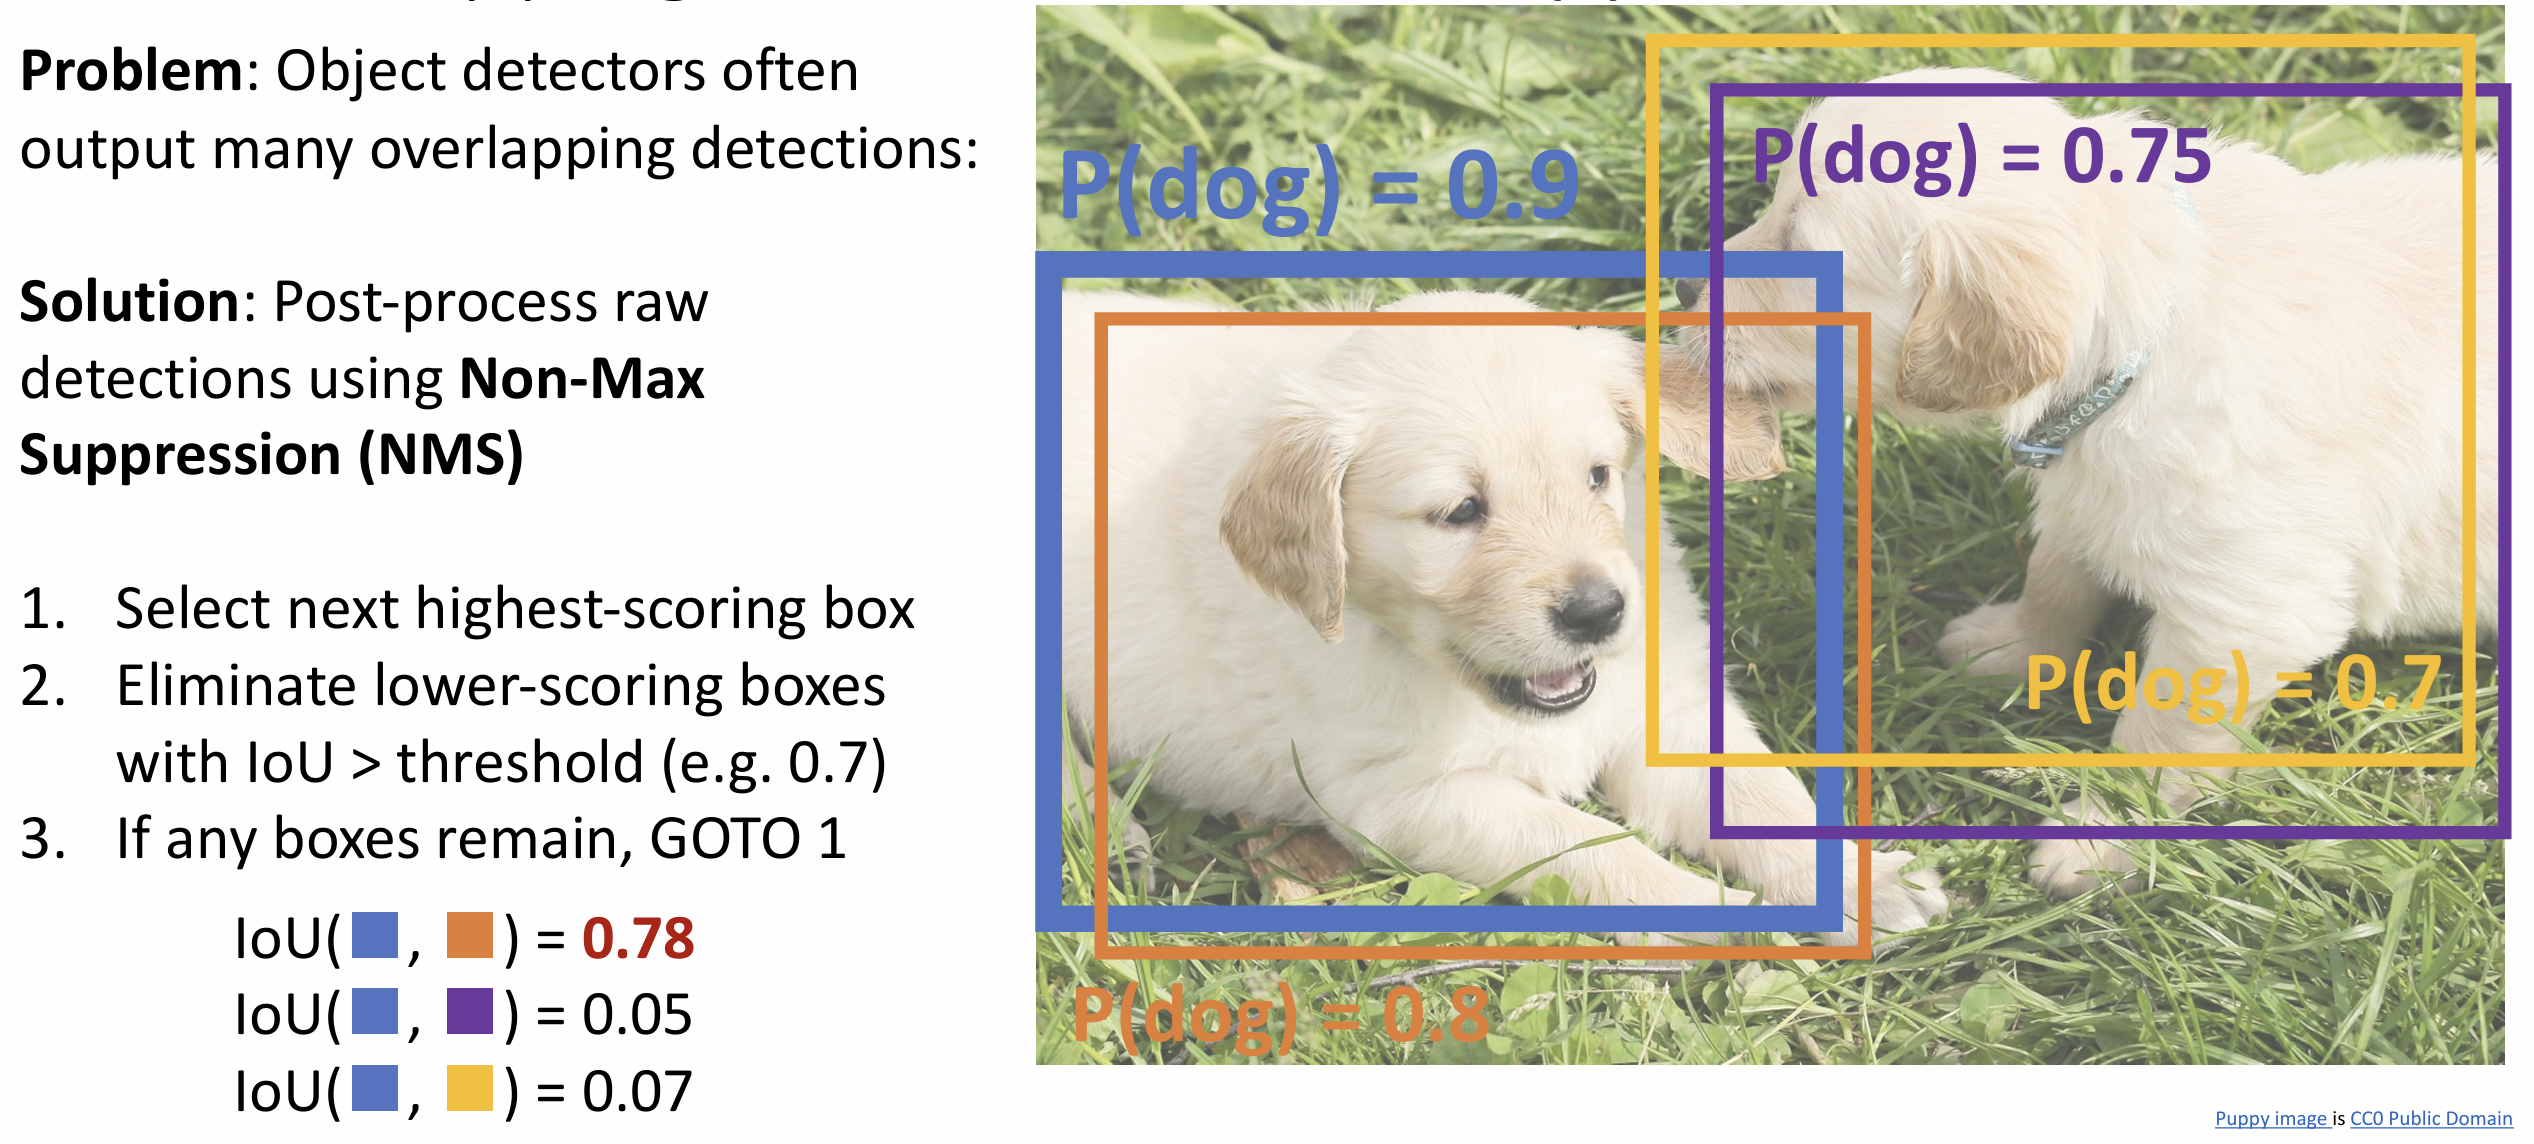 Problem: Object detectors often
output many overlapping detections:
Solution: Post-process raw
detections using Non-Max
Suppression (NMS)
1. Select next highest-scoring box
2. Eliminate lower-scoring boxes
with IoU > threshold (e.g. 0.7)
3. If any boxes remain, GOTO 1
IoU( , ) = 0.78
IoU( , ) = 0.05
IoU( , ) = 0.07
P(dog) = 0.9
P(dog) = 0.75
P(dog) = 0.7
P(dog) = 0.8
Puppy image is CC0 Public Domain